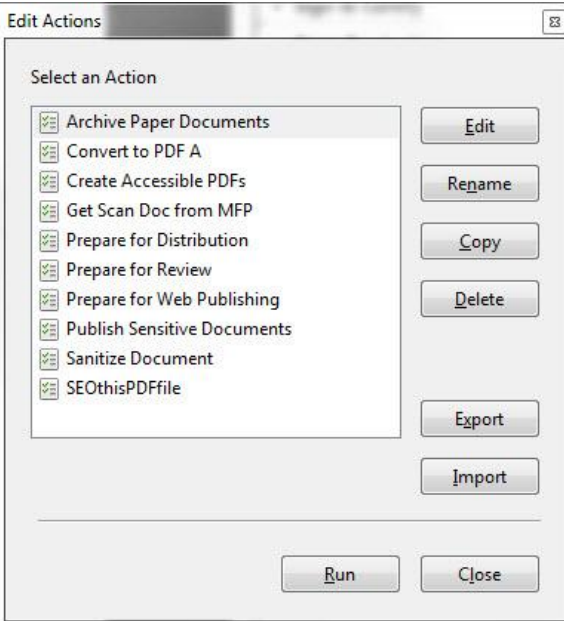 Edit Actions
Select an Action
Archive Paper Documents
Convert to PDF A
Create Accessible PDFs
Get Scan Doc from MFP
Prepare for Distribution
Prepare for Review
Prepare for Web Publishing
Publish Sensitive Documents
Sanitize Document
SEOthisPDFfile
Edit
Rename
Copy
Delete
Export
Import
Run
Close